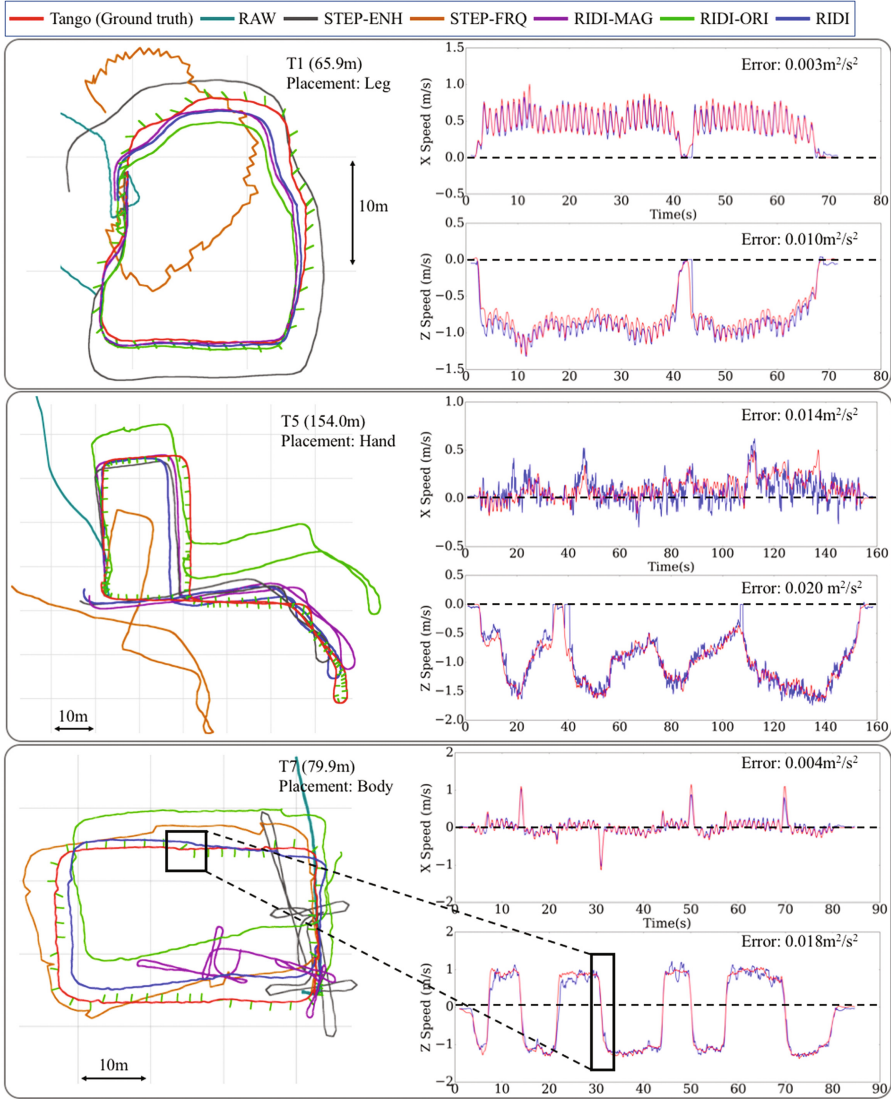 Tango (Ground truth) RAW STEP-ENH STEP-FRQ RIDI-MAG RIDI-ORI RIDI
T1 (65.9m)
Placement: Leg
10m
Error: 0.003m²/s²
X Speed (m/s)
1.5
1.0
0.5
0.0
−0.5
0 10 20 30 40 50 60 70 80
Time(s)
Error: 0.010m²/s²
Z Speed (m/s)
0.5
0.0
−0.5
−1.0
−1.5
0 10 20 30 40 50 60 70 80
T5 (154.0m)
Placement: Hand
10m
Error: 0.014m²/s²
X Speed (m/s)
1.0
0.5
0.0
−0.5
0 20 40 60 80 100 120 140 160
Time(s)
Error: 0.020 m²/s²
Z Speed (m/s)
0.5
0.0
−0.5
−1.0
−1.5
−2.0
0 20 40 60 80 100 120 140 160
T7 (79.9m)
Placement: Body
10m
Error: 0.004m²/s²
X Speed (m/s)
2
1
0
−1
−2
0 10 20 30 40 50 60 70 80 90
Time(s)
Error: 0.018m²/s²
Z Speed (m/s)
2
1
0
−1
−2
0 10 20 30 40 50 60 70 80 90